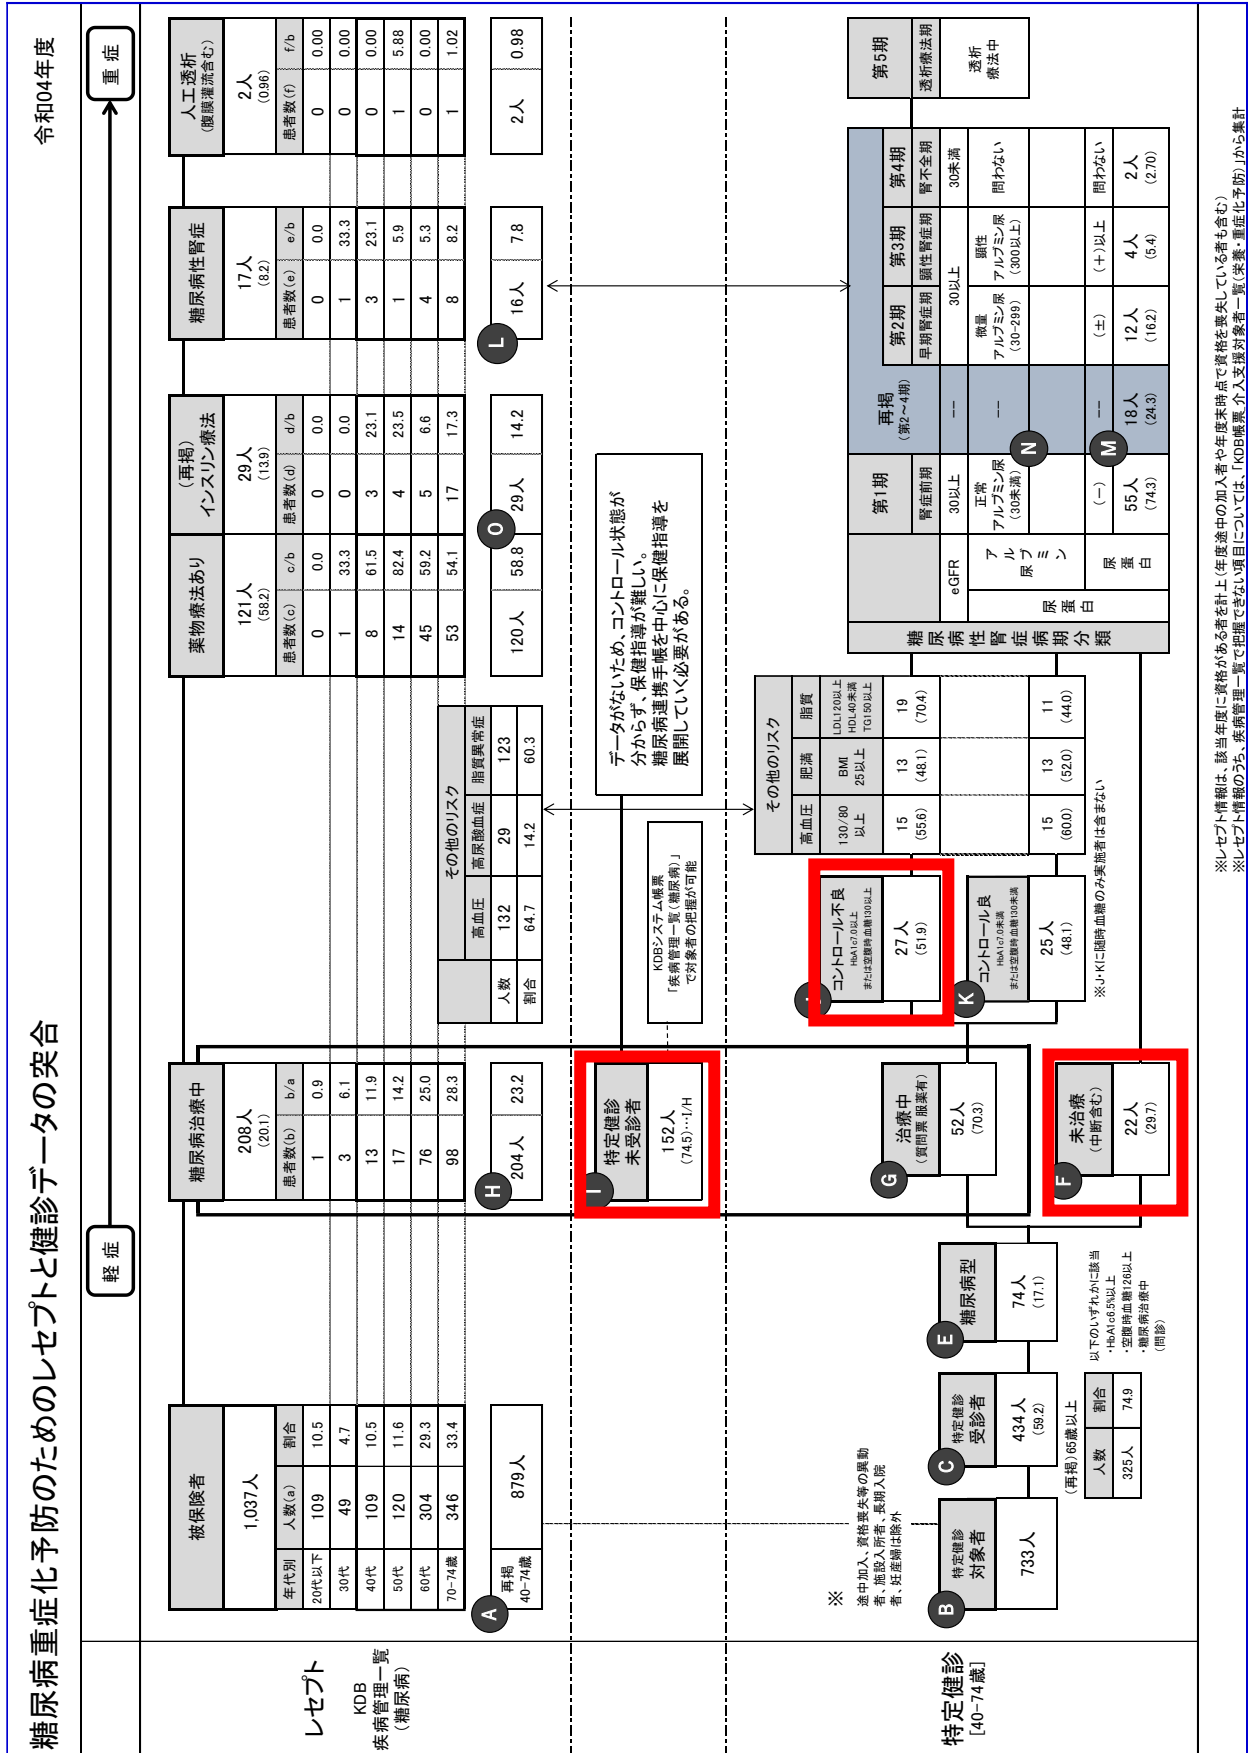 糖尿病重症化予防のためのレセプトと健診データの突合
令和04年度
軽症
重症
レセプト
KDB
疾病管理一覧
(糖尿病)
被保険者
1,037人
年代別 人数(a) 割合
20代以下 109 10.5
30代 49 4.7
40代 109 10.5
50代 120 11.6
60代 304 29.3
70-74歳 346 33.4
A
再掲
40-74歳
879人
糖尿病治療中
208人
(20.1)
患者数(b) b/a
1 0.9
3 6.1
13 11.9
17 14.2
76 25.0
98 28.3
H
204人 23.2
その他のリスク
高血圧 高尿酸血症 脂質異常症
人数 132 29 123
割合 64.7 14.2 60.3
薬物療法あり
121人
(58.2)
患者数(c) c/b
0 0.0
1 33.3
8 61.5
14 82.4
45 59.2
53 54.1
120人 58.8
(再掲)
インスリン療法
29人
(13.9)
患者数(d) d/b
0 0.0
0 0.0
3 23.1
4 23.5
5 6.6
17 17.3
O
29人 14.2
糖尿病性腎症
17人
(8.2)
患者数(e) e/b
0 0.0
1 33.3
3 23.1
1 5.9
4 5.3
8 8.2
L
16人 7.8
人工透析
(腹膜灌流含む)
2人
(0.96)
患者数(f) f/b
0 0.00
0 0.00
0 0.00
1 5.88
0 0.00
1 1.02
2人 0.98
I
特定健診
未受診者
152人
(74.5)…I/H
KDBシステム帳票
「疾病管理一覧(糖尿病)」
で対象者の把握が可能
データがないため、コントロール状態が
分からず、保健指導が難しい。
糖尿病連携手帳を中心に保健指導を
展開していく必要がある。
特定健診
[40-74歳]
※
途中加入、資格喪失等の異動
者、施設入所者、長期入院
者、妊産婦は除外
B
特定健診
対象者
733人
C
特定健診
受診者
434人
(59.2)
(再掲)65歳以上
人数 割合
325人 74.9
E
糖尿病型
74人
(17.1)
以下のいずれかに該当
・HbA1c6.5%以上
・空腹時血糖126以上
・糖尿病治療中
(問診)
G
治療中
(質問票 服薬有)
52人
(70.3)
F
未治療
(中断含む)
22人
(29.7)
J
コントロール不良
HbA1c7.0以上
または空腹時血糖130以上
27人
(51.9)
K
コントロール良
HbA1c7.0未満
または空腹時血糖130未満
25人
(48.1)
※J・Kに随時血糖のみ実施者は含まない
その他のリスク
高血圧 肥満 脂質
130/80
以上
BMI
25以上
LDL120以上
HDL40未満
TG150以上
15 13 19
(55.6) (48.1) (70.4)
15 13 11
(60.0) (52.0) (44.0)
糖尿病性腎症病期分類
第1期 再掲
(第2~4期)
第2期 第3期 第4期
腎症前期 早期腎症期 顕性腎症期 腎不全期
eGFR 30以上 -- 30以上 30未満
尿蛋白
アルブミン尿
正常
アルブミン尿
(30未満)
--
微量
アルブミン尿
(30-299)
顕性
アルブミン尿
(300以上)
問わない
N
尿蛋白 (-) -- (±) (+)以上 問わない
M
55人 18人 12人 4人 2人
(74.3) (24.3) (16.2) (5.4) (2.70)
第5期
透析療法期
透析
療法中
※レセプト情報は、該当年度に資格がある者を計上(年度途中の加入者や年度末時点で資格を喪失している者も含む)
※レセプト情報のうち、疾病管理一覧で把握できない項目については、「KDB帳票 介入支援対象者一覧(栄養・重症化予防)」から集計